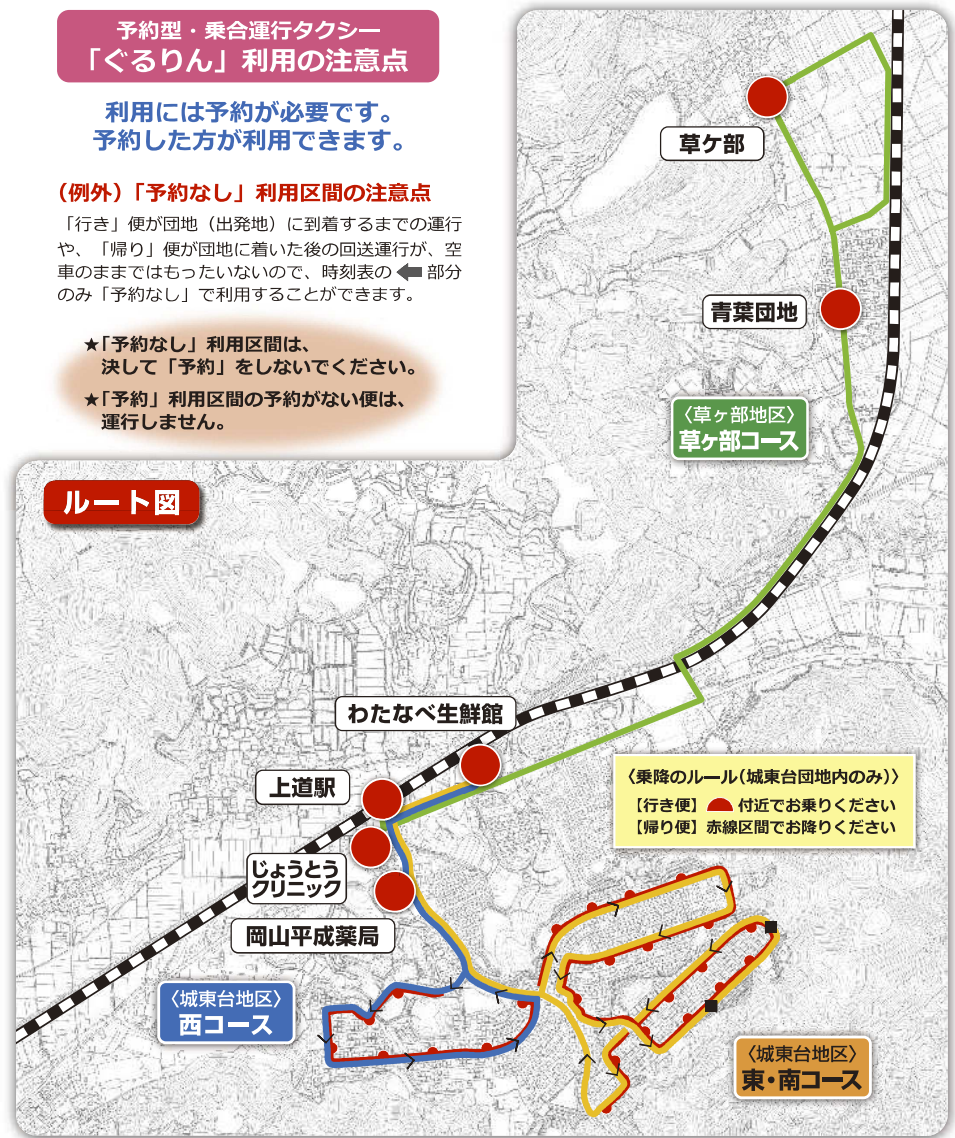 予約型・乗合運行タクシー
「ぐるりん」利用の注意点
利用には予約が必要です。
予約した方が利用できます。
（例外）「予約なし」利用区間の注意点
「行き」便が団地（出発地）に到着するまでの運行
や、「帰り」便が団地に着いた後の回送運行が、空
車のままではもったいないので、時刻表の 部分
のみ「予約なし」で利用することができます。
★「予約なし」利用区間は、
決して「予約」をしないでください。
★「予約」利用区間の予約がない便は、
運行しません。
草ケ部
青葉団地
〈草ヶ部地区〉
草ヶ部コース
ルート図
わたなべ生鮮館
上道駅
じょうとう
クリニック
岡山平成薬局
〈乗降のルール（城東台団地内のみ）〉
【行き便】 付近でお乗りください
【帰り便】赤線区間でお降りください
〈城東台地区〉
西コース
〈城東台地区〉
東・南コース